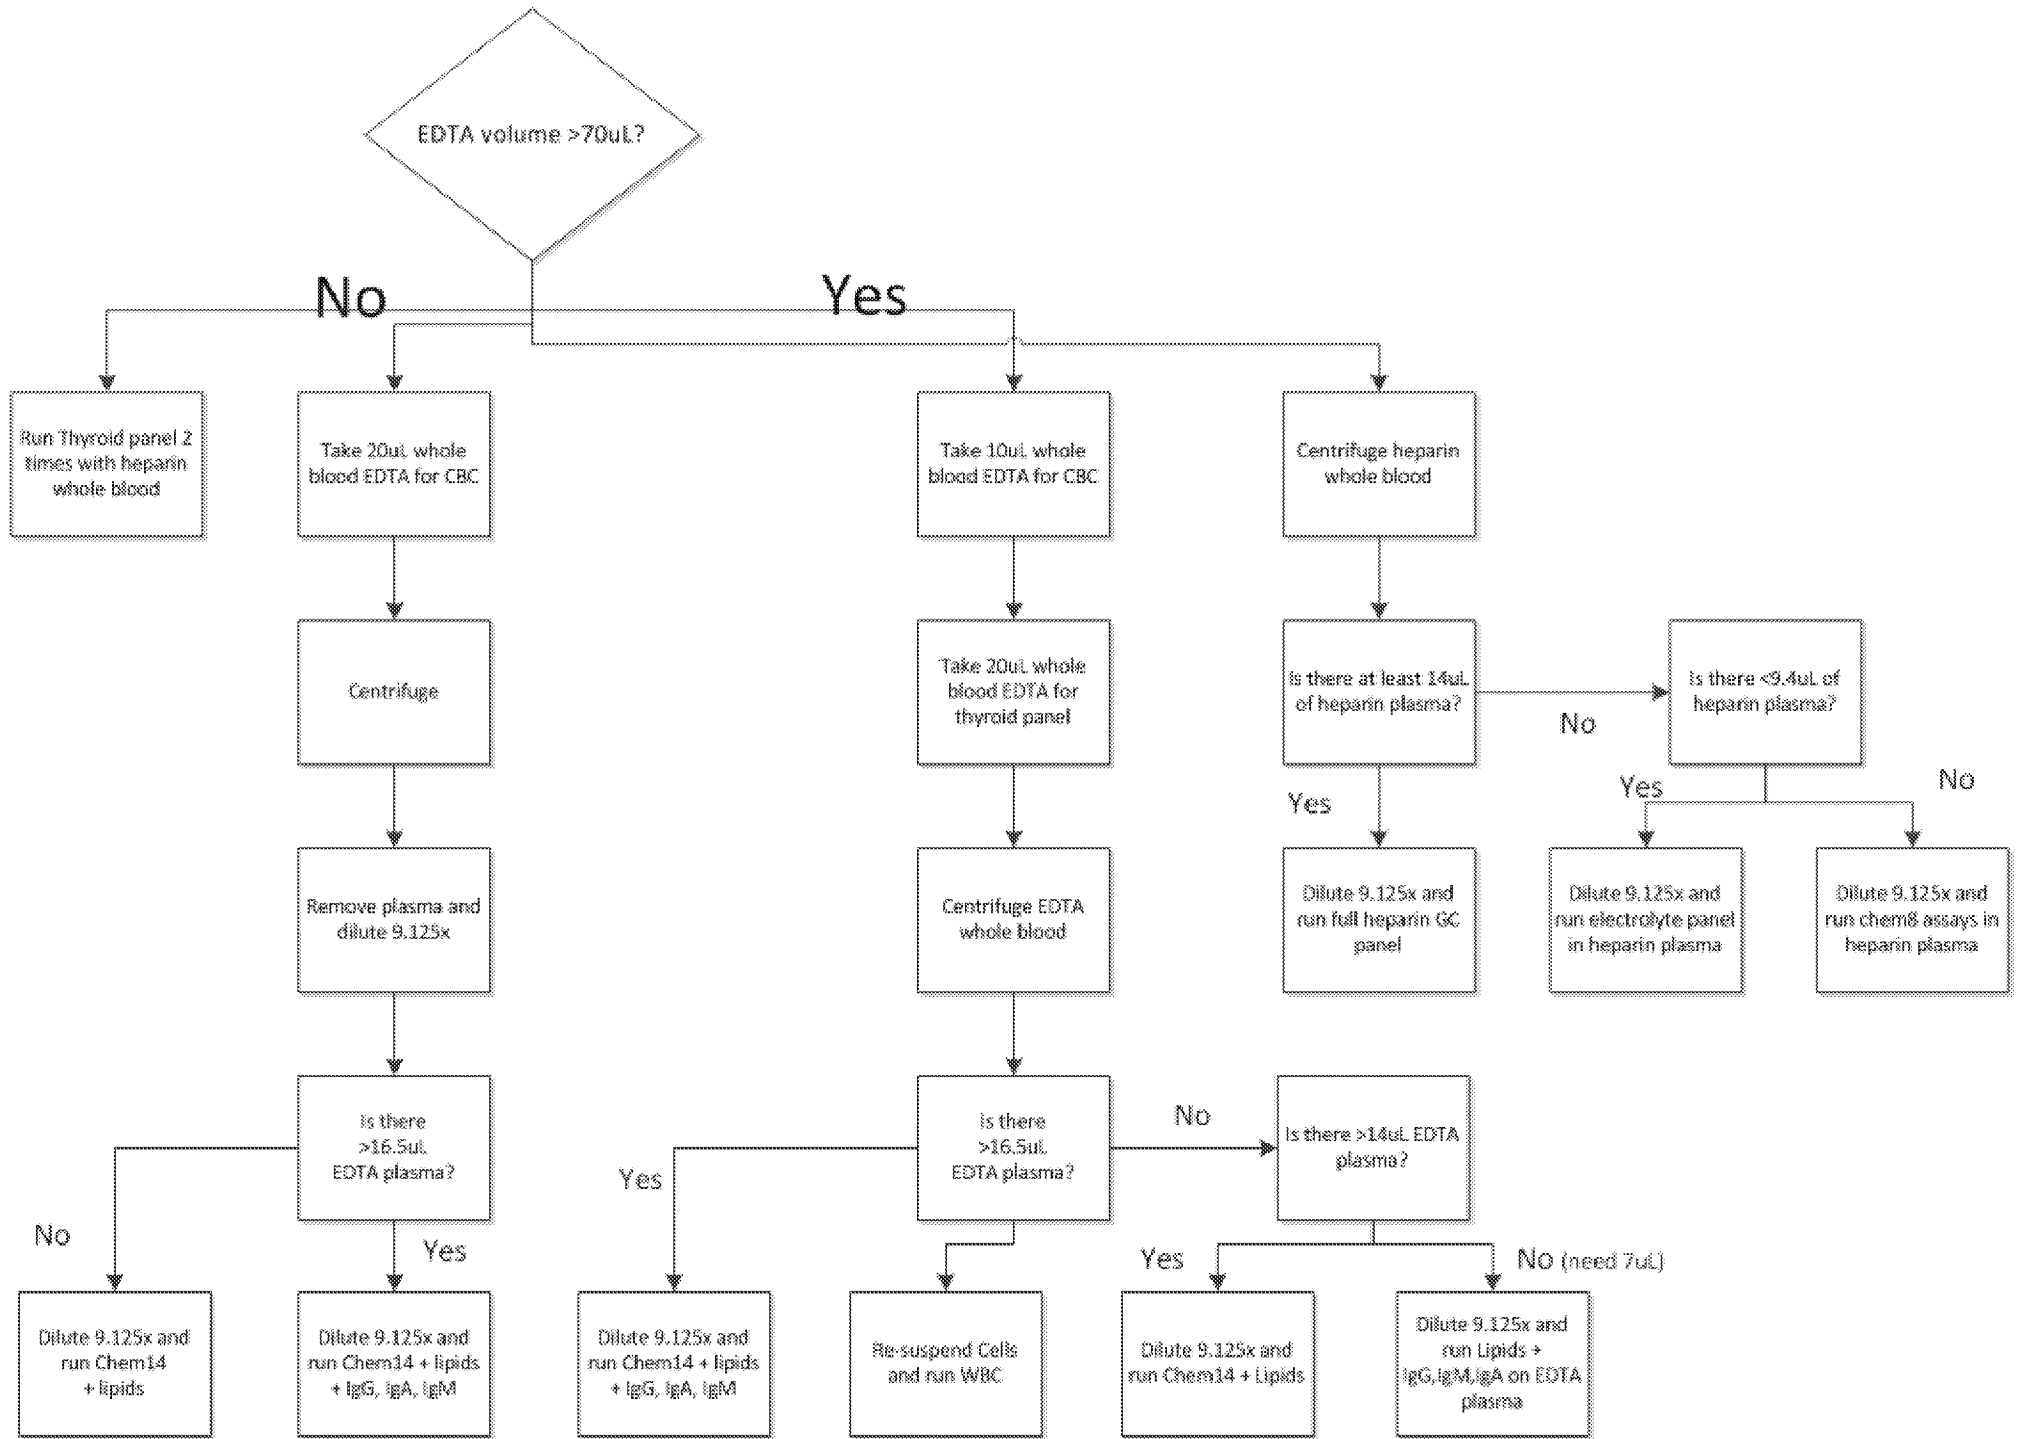 EDTA volume >70uL?
No
Yes
Run Thyroid panel 2
times with heparin
whole blood
Take 20uL whole
blood EDTA for CBC
Take 10uL whole
blood EDTA for CBC
Centrifuge heparin
whole blood
Centrifuge
Take 20uL whole
blood EDTA for
thyroid panel
Is there at least 14uL
of heparin plasma?
No
Is there <9.4uL of
heparin plasma?
Yes
Yes
No
Remove plasma and
dilute 9.125x
Centrifuge EDTA
whole blood
Dilute 9.125x and
run full heparin GC
panel
Dilute 9.125x and
run electrolyte panel
in heparin plasma
Dilute 9.125x and
run chem8 assays in
heparin plasma
Is there
>16.5uL
EDTA plasma?
Is there
>16.5uL
EDTA plasma?
No
Is there >14uL EDTA
plasma?
No
Yes
Yes
Yes
No (need 7uL)
Dilute 9.125x and
run Chem14
+ lipids
Dilute 9.125x and
run Chem14 + lipids
+ IgG, IgA, IgM
Dilute 9.125x and
run Chem14 + lipids
+ IgG, IgA, IgM
Re-suspend Cells
and run WBC
Dilute 9.125x and
run Chem14 + Lipids
Dilute 9.125x and
run Lipids +
IgG,IgM,IgA on EDTA
plasma